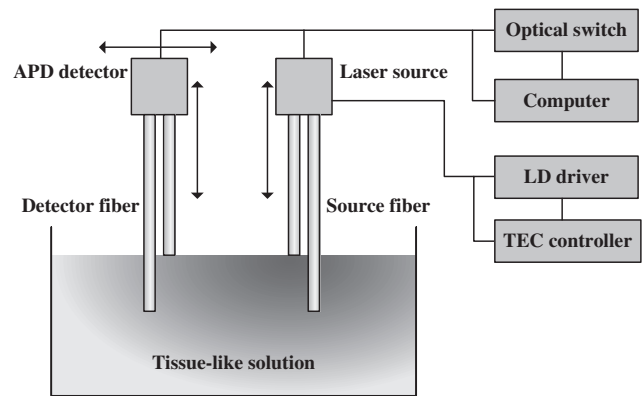 Optical switch
APD detector
Laser source
Computer
LD driver
Detector fiber
Source fiber
TEC controller
Tissue-like solution